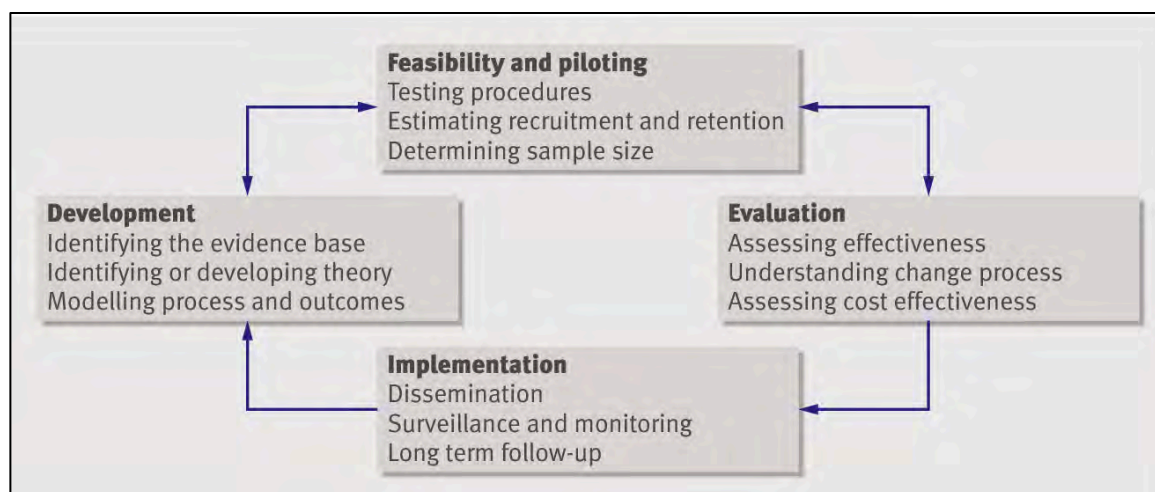 Feasibility and piloting
Testing procedures
Estimating recruitment and retention
Determining sample size
Development
Identifying the evidence base
Identifying or developing theory
Modelling process and outcomes
Evaluation
Assessing effectiveness
Understanding change process
Assessing cost effectiveness
Implementation
Dissemination
Surveillance and monitoring
Long term follow-up